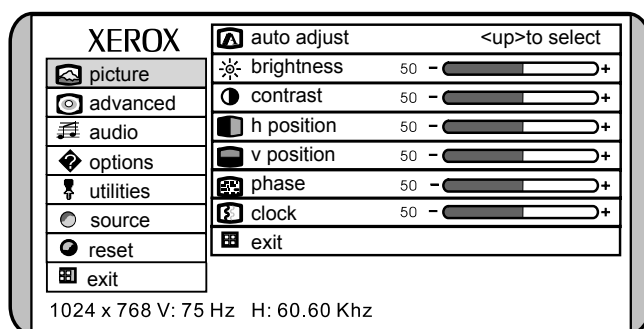 XEROX
picture
advanced
audio
options
utilities
source
reset
exit
auto adjust <up>to select
brightness 50 - +
contrast 50 - +
h position 50 - +
v position 50 - +
phase 50 - +
clock 50 - +
exit
1024 x 768 V: 75 Hz H: 60.60 Khz